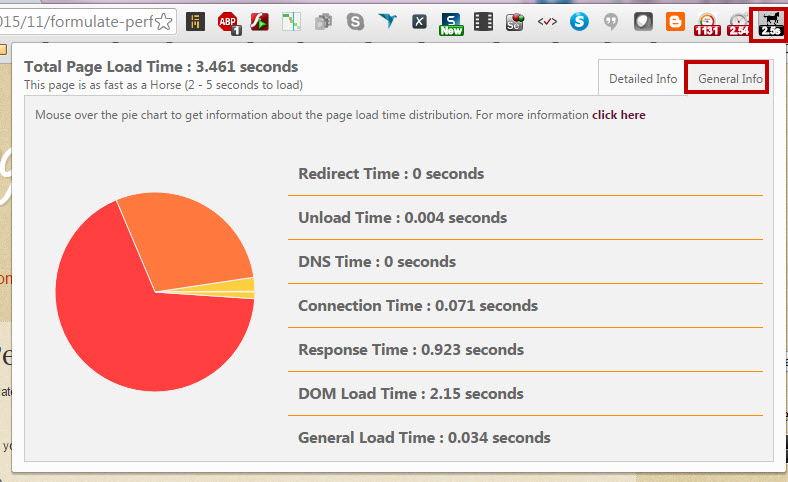 015/11/formulate-perf
ABP
1
New
Se
1131
2.54
2.5s
Total Page Load Time : 3.461 seconds
This page is as fast as a Horse (2 - 5 seconds to load)
Detailed Info
General Info
Mouse over the pie chart to get information about the page load time distribution. For more information click here
Redirect Time : 0 seconds
Unload Time : 0.004 seconds
DNS Time : 0 seconds
Connection Time : 0.071 seconds
Response Time : 0.923 seconds
DOM Load Time : 2.15 seconds
General Load Time : 0.034 seconds